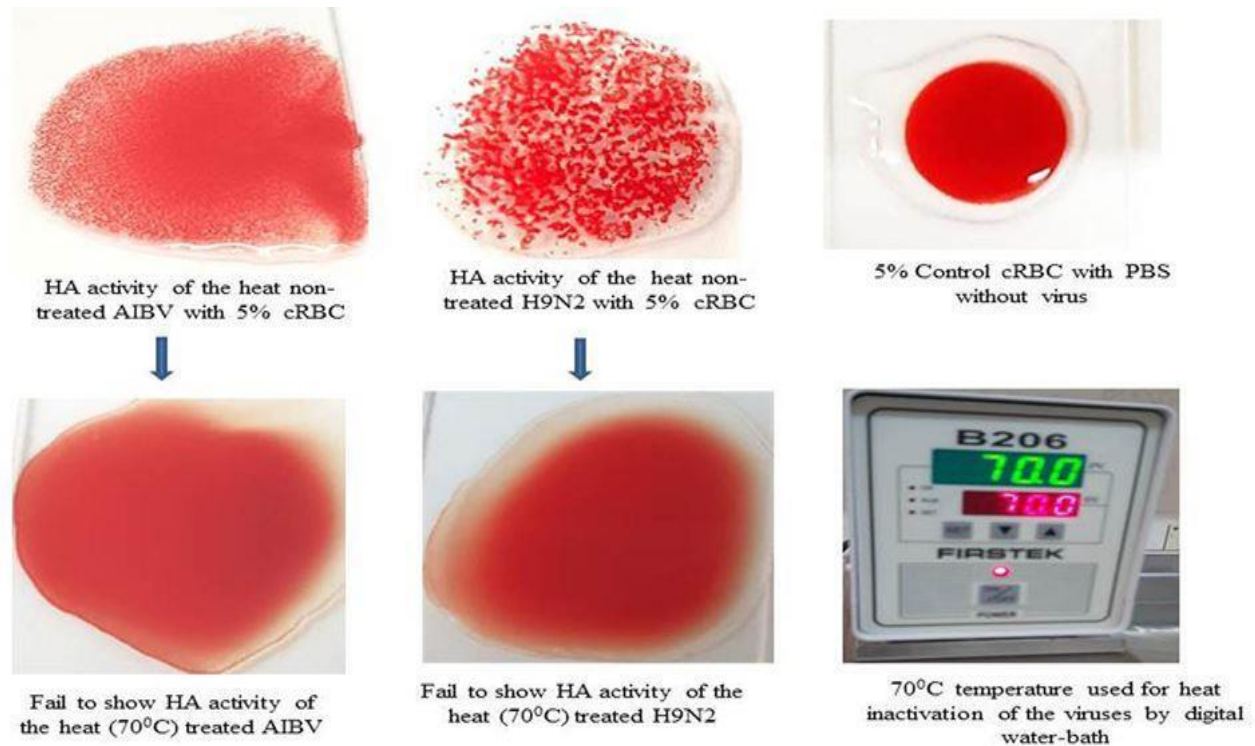 HA activity of the heat non-
treated AIBV with 5% cRBC
HA activity of the heat non-
treated H9N2 with 5% cRBC
5% Control cRBC with PBS
without virus
B206
70.0
70.0
SET
FIRSTEK
POWER
Fail to show HA activity of
the heat (70⁰C) treated AIBV
Fail to show HA activity of the
heat (70⁰C) treated H9N2
70⁰C temperature used for heat
inactivation of the viruses by digital
water-bath